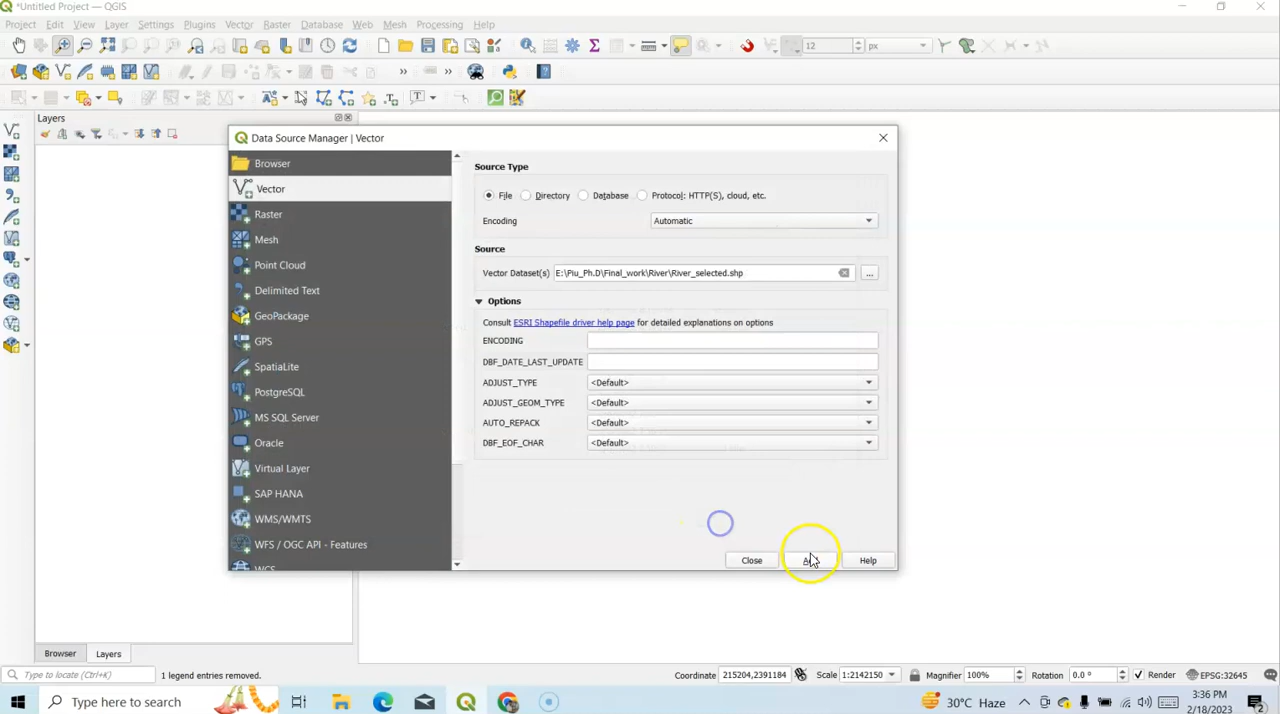 *Untitled Project — QGIS
Project Edit View Layer Settings Plugins Vector Raster Database Web Mesh Processing Help
12 px
Layers
Data Source Manager | Vector
Browser
Vector
Raster
Mesh
Point Cloud
Delimited Text
GeoPackage
GPS
SpatiaLite
PostgreSQL
MS SQL Server
Oracle
Virtual Layer
SAP HANA
WMS/WMTS
WFS / OGC API - Features
WCS
Source Type
File Directory Database Protocol: HTTP(S), cloud, etc.
Encoding Automatic
Source
Vector Dataset(s) E:\Piu_Ph.D\Final_work\River\River_selected.shp ...
Options
Consult ESRI Shapefile driver help page for detailed explanations on options
ENCODING
DBF_DATE_LAST_UPDATE
ADJUST_TYPE <Default>
ADJUST_GEOM_TYPE <Default>
AUTO_REPACK <Default>
DBF_EOF_CHAR <Default>
Close Help
Browser Layers
Type to locate (Ctrl+K) 1 legend entries removed. Coordinate 215204,2391184 Scale 1:2142150 Magnifier 100% Rotation 0.0 ° Render EPSG:32645
Type here to search 30°C Haze 3:36 PM
2/18/2023
2